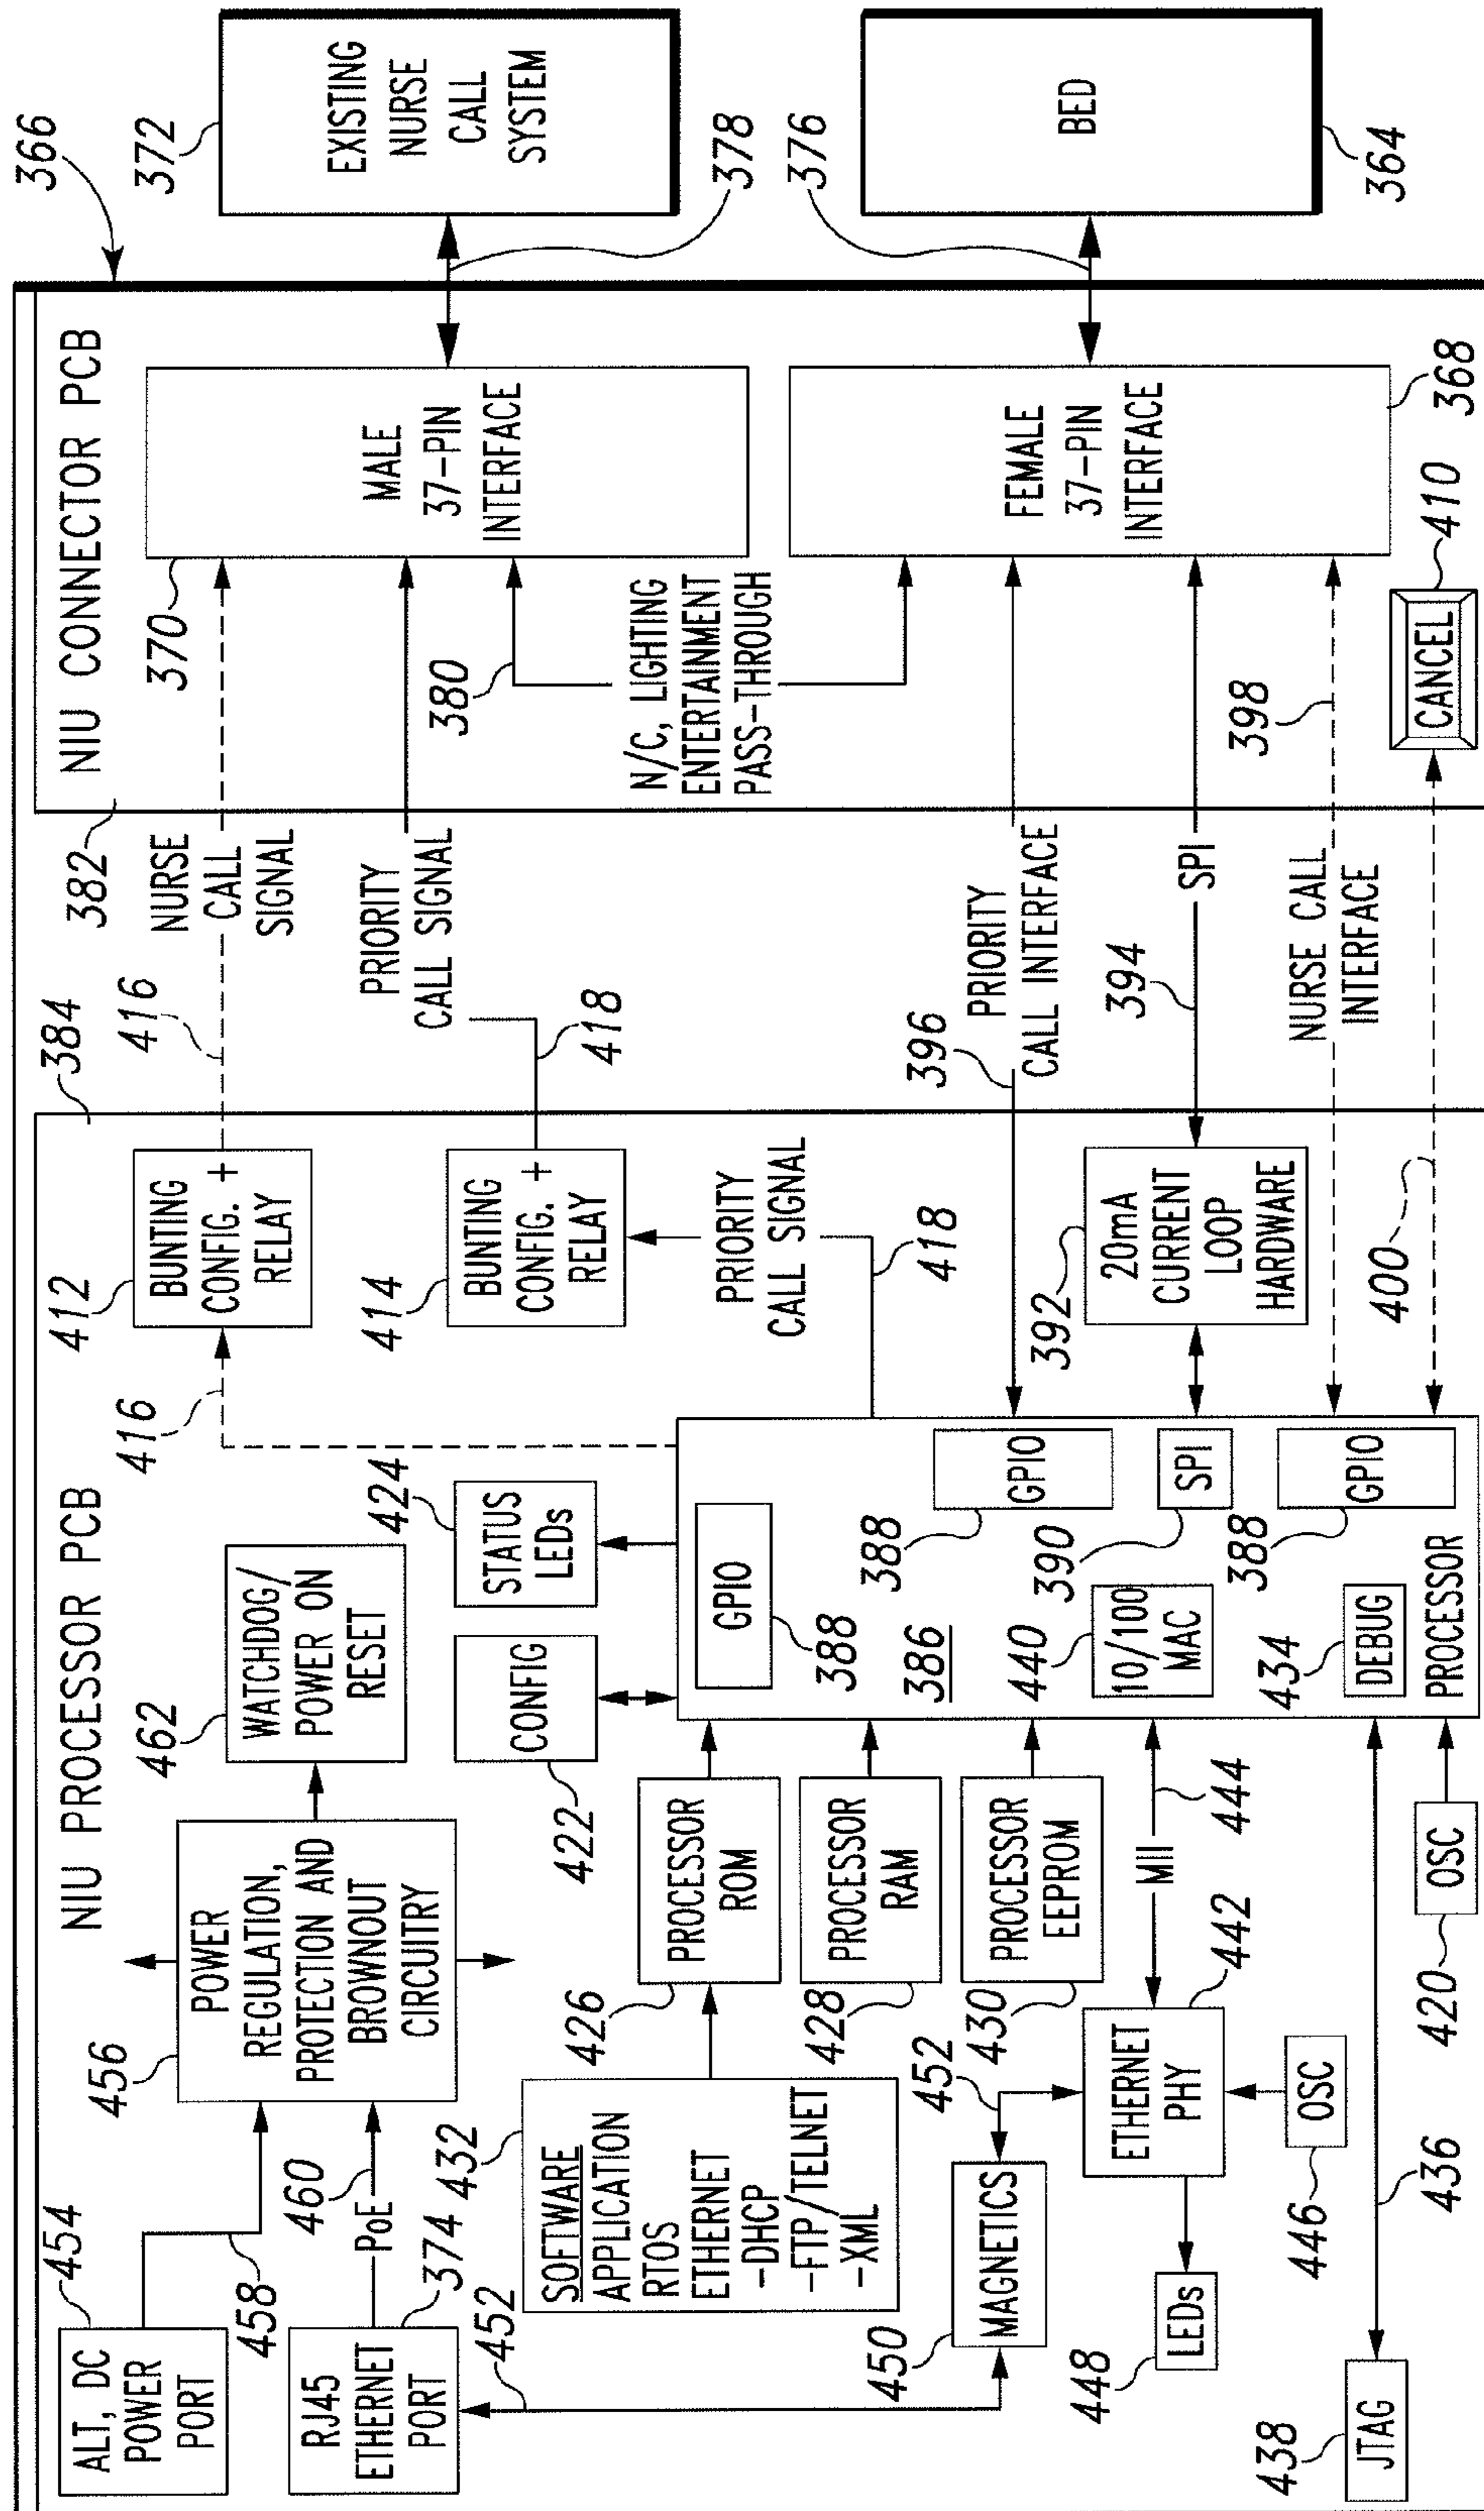 NIU PROCESSOR PCB
NIU CONNECTOR PCB
366
384
382
454
ALT, DC
POWER
PORT
458
456
POWER
REGULATION,
PROTECTION AND
BROWNOUT
CIRCUITRY
462
WATCHDOG/
POWER ON
RESET
416
412
BUNTING
CONFIG. +
RELAY
416
NURSE
CALL
SIGNAL
370
MALE
37-PIN
INTERFACE
372
EXISTING
NURSE
CALL
SYSTEM
378
RJ45
ETHERNET
PORT
374
PoE
460
452
432
SOFTWARE
APPLICATION
RTOS
ETHERNET
-DHCP
-FTP/TELNET
-XML
422
CONFIG
424
STATUS
LEDs
414
BUNTING
CONFIG. +
RELAY
418
PRIORITY
CALL SIGNAL
380
N/C, LIGHTING
ENTERTAINMENT
PASS-THROUGH
426
PROCESSOR
ROM
428
PROCESSOR
RAM
430
PROCESSOR
EEPROM
GPIO
388
386
PRIORITY
CALL SIGNAL
418
396
PRIORITY
CALL INTERFACE
376
BED
364
FEMALE
37-PIN
INTERFACE
368
450
MAGNETICS
452
ETHERNET
PHY
442
MII
444
440
10/100
MAC
388
GPIO
390
SPI
392
20mA
CURRENT
LOOP
HARDWARE
394
SPI
448
LEDs
446
OSC
434
DEBUG
388
GPIO
PROCESSOR
NURSE CALL
INTERFACE
398
400
CANCEL
410
438
JTAG
436
420
OSC